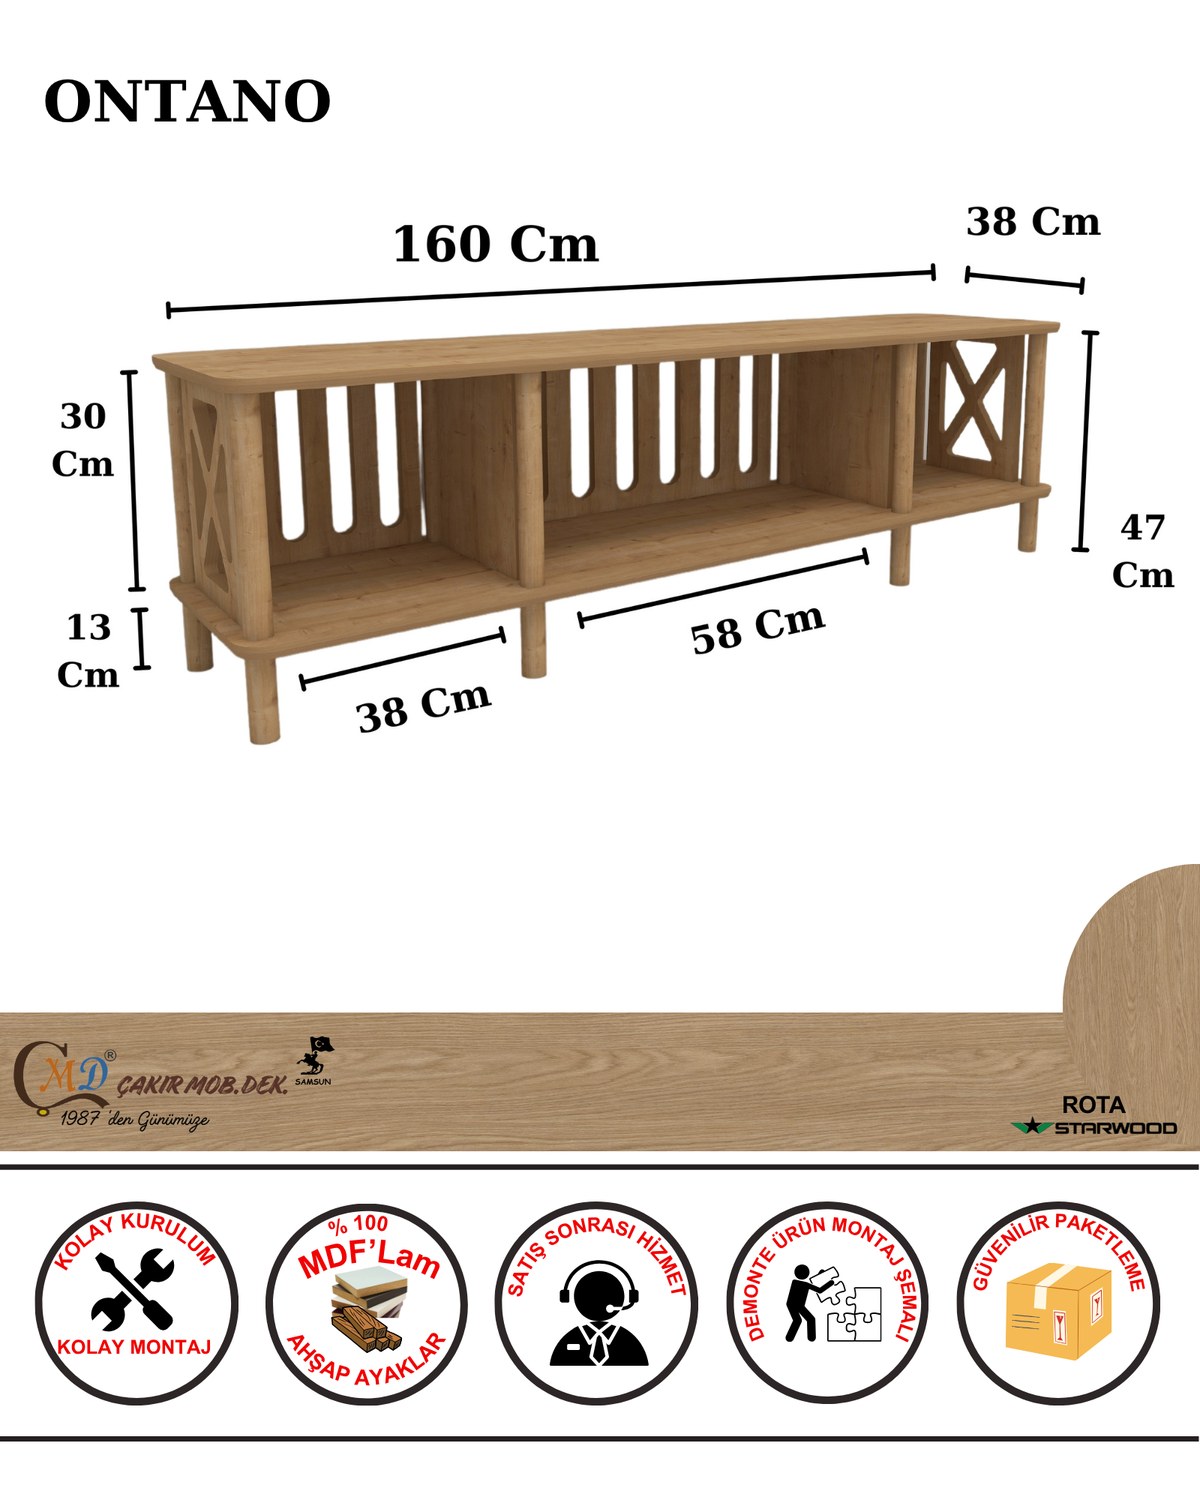 ONTANO
160 Cm
38 Cm
30
Cm
47
Cm
13
Cm
58 Cm
38 Cm
ÇMD®
ÇAKIR MOB.DEK.
SAMSUN
1987 'den Günümüze
ROTA
STARWOOD
KOLAY KURULUM
KOLAY MONTAJ
% 100
MDF’Lam
AHŞAP AYAKLAR
SATIŞ SONRASI HİZMET
DEMONTE ÜRÜN MONTAJ ŞEMALI
GÜVENİLİR PAKETLEME